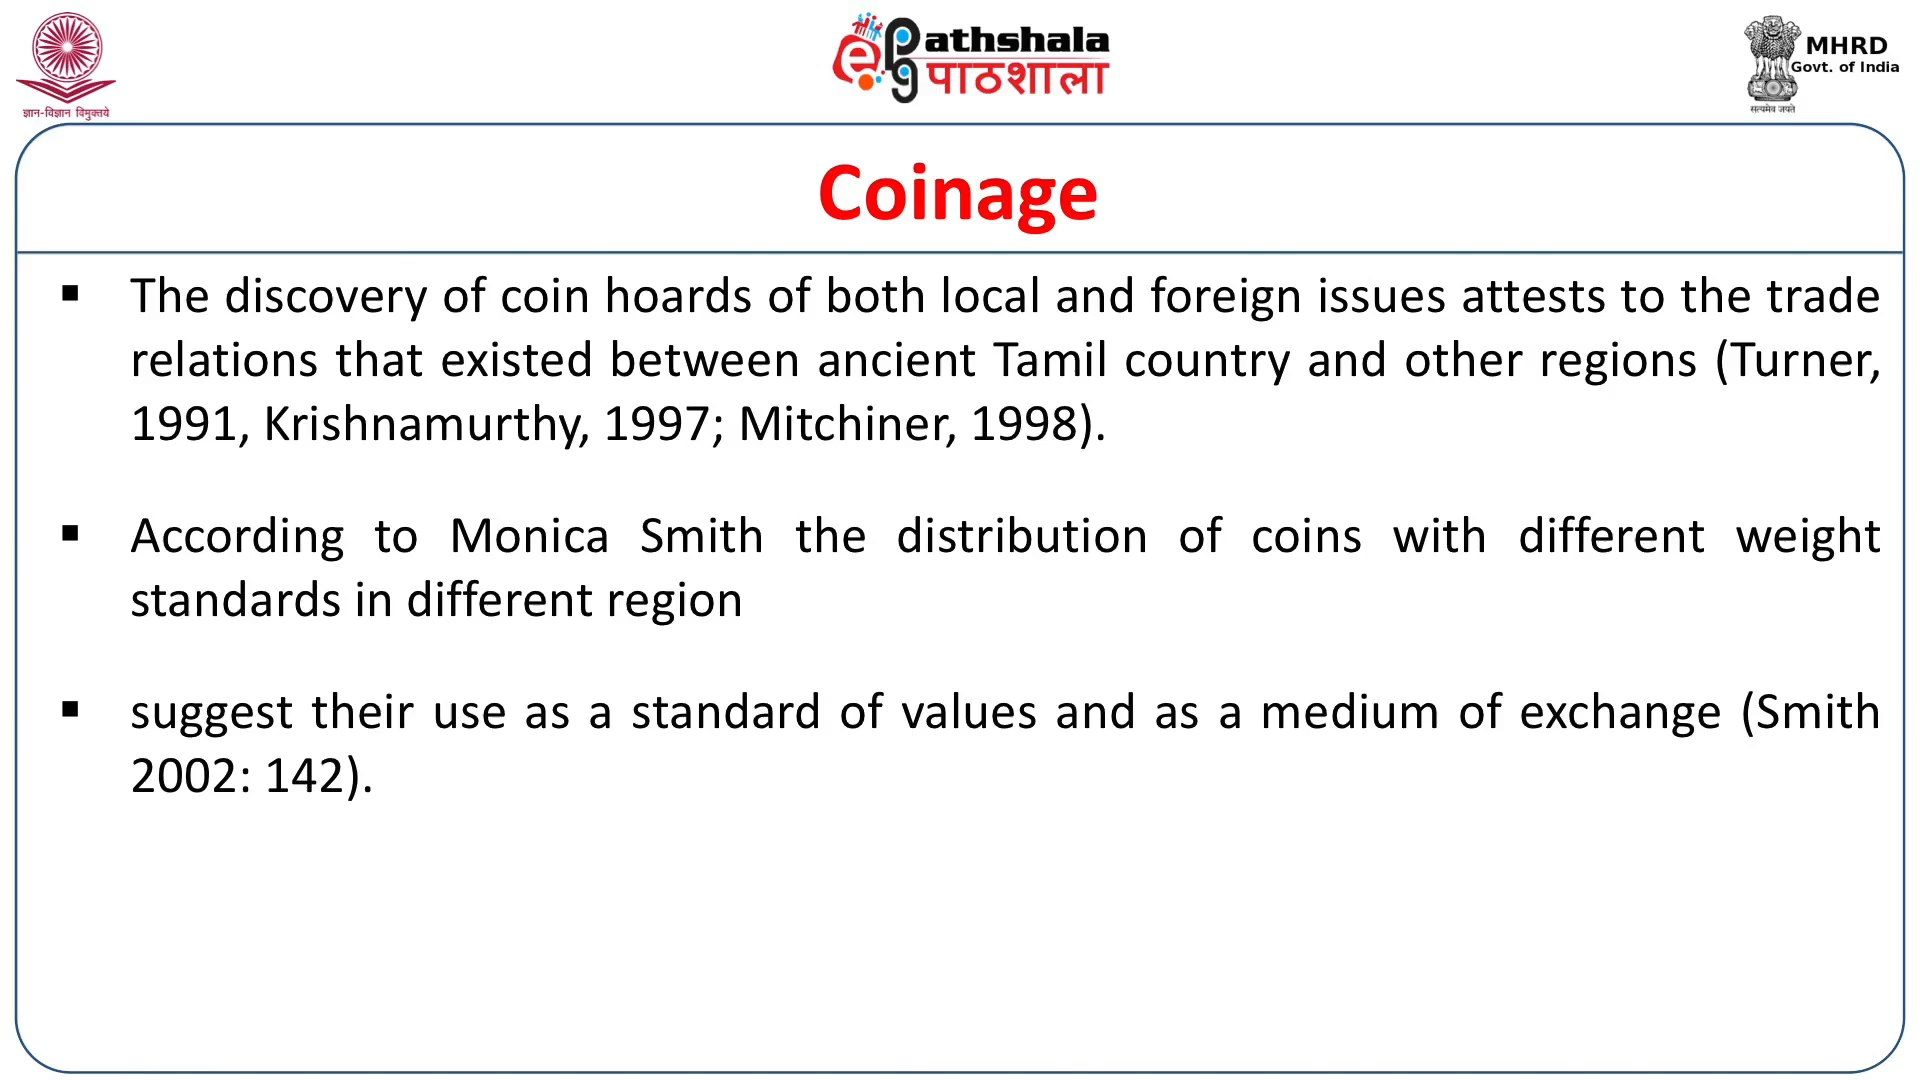 ज्ञान-विज्ञान विमुक्तये
e pg athshala
पाठशाला
MHRD
Govt. of India
सत्यमेव जयते
Coinage
▪ The discovery of coin hoards of both local and foreign issues attests to the trade
relations that existed between ancient Tamil country and other regions (Turner,
1991, Krishnamurthy, 1997; Mitchiner, 1998).
▪ According to Monica Smith the distribution of coins with different weight
standards in different region
▪ suggest their use as a standard of values and as a medium of exchange (Smith
2002: 142).